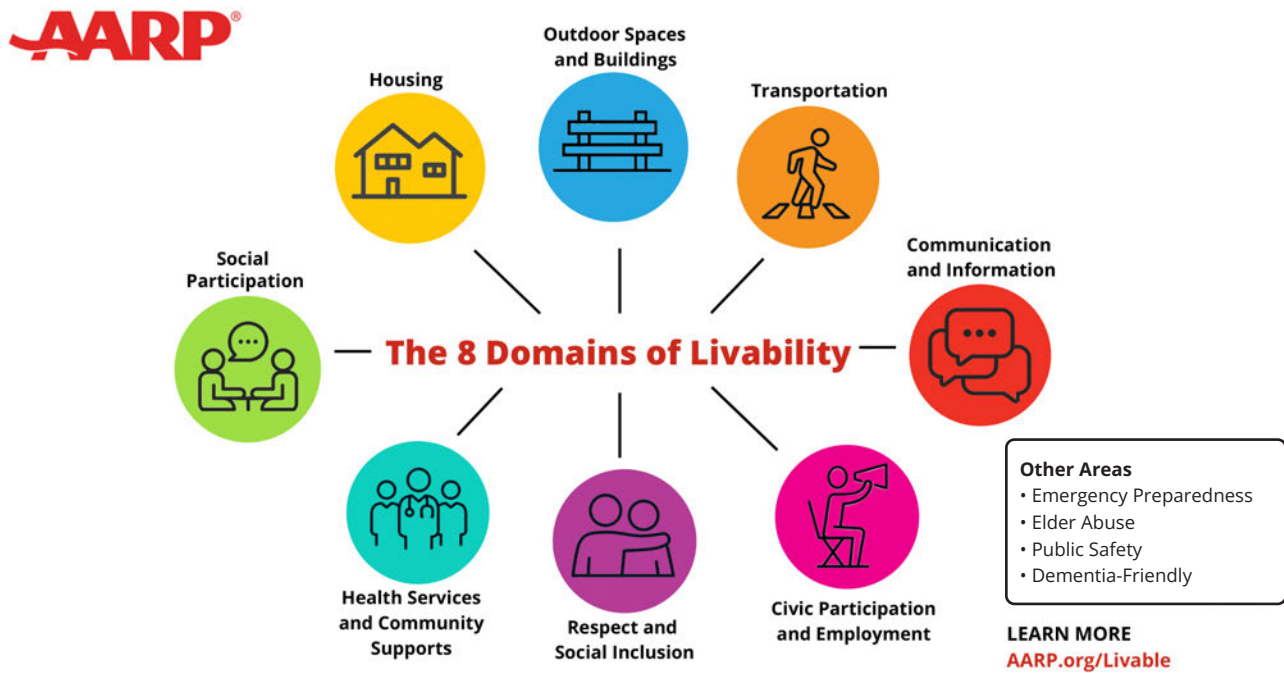 AARP®
Outdoor Spaces
and Buildings
Housing
Transportation
Social
Participation
Communication
and Information
The 8 Domains of Livability
Health Services
and Community
Supports
Respect and
Social Inclusion
Civic Participation
and Employment
Other Areas
• Emergency Preparedness
• Elder Abuse
• Public Safety
• Dementia-Friendly
LEARN MORE
AARP.org/Livable